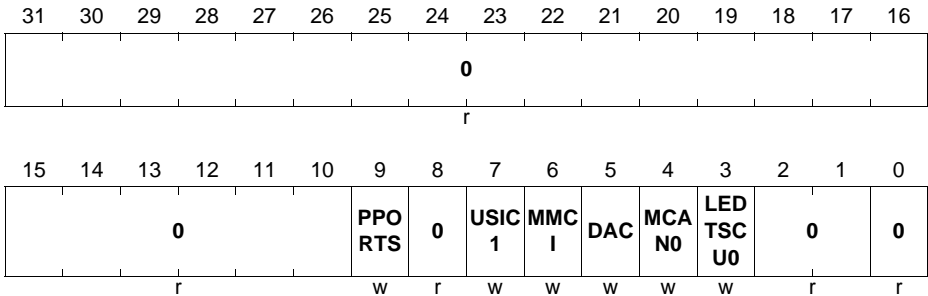 31 30 29 28 27 26 25 24 23 22 21 20 19 18 17 16
0
r
15 14 13 12 11 10 9 8 7 6 5 4 3 2 1 0
0 PPO RTS 0 USIC 1 MMC I DAC MCA N0 LED TSC U0 0 0
r w r w w w w w r r